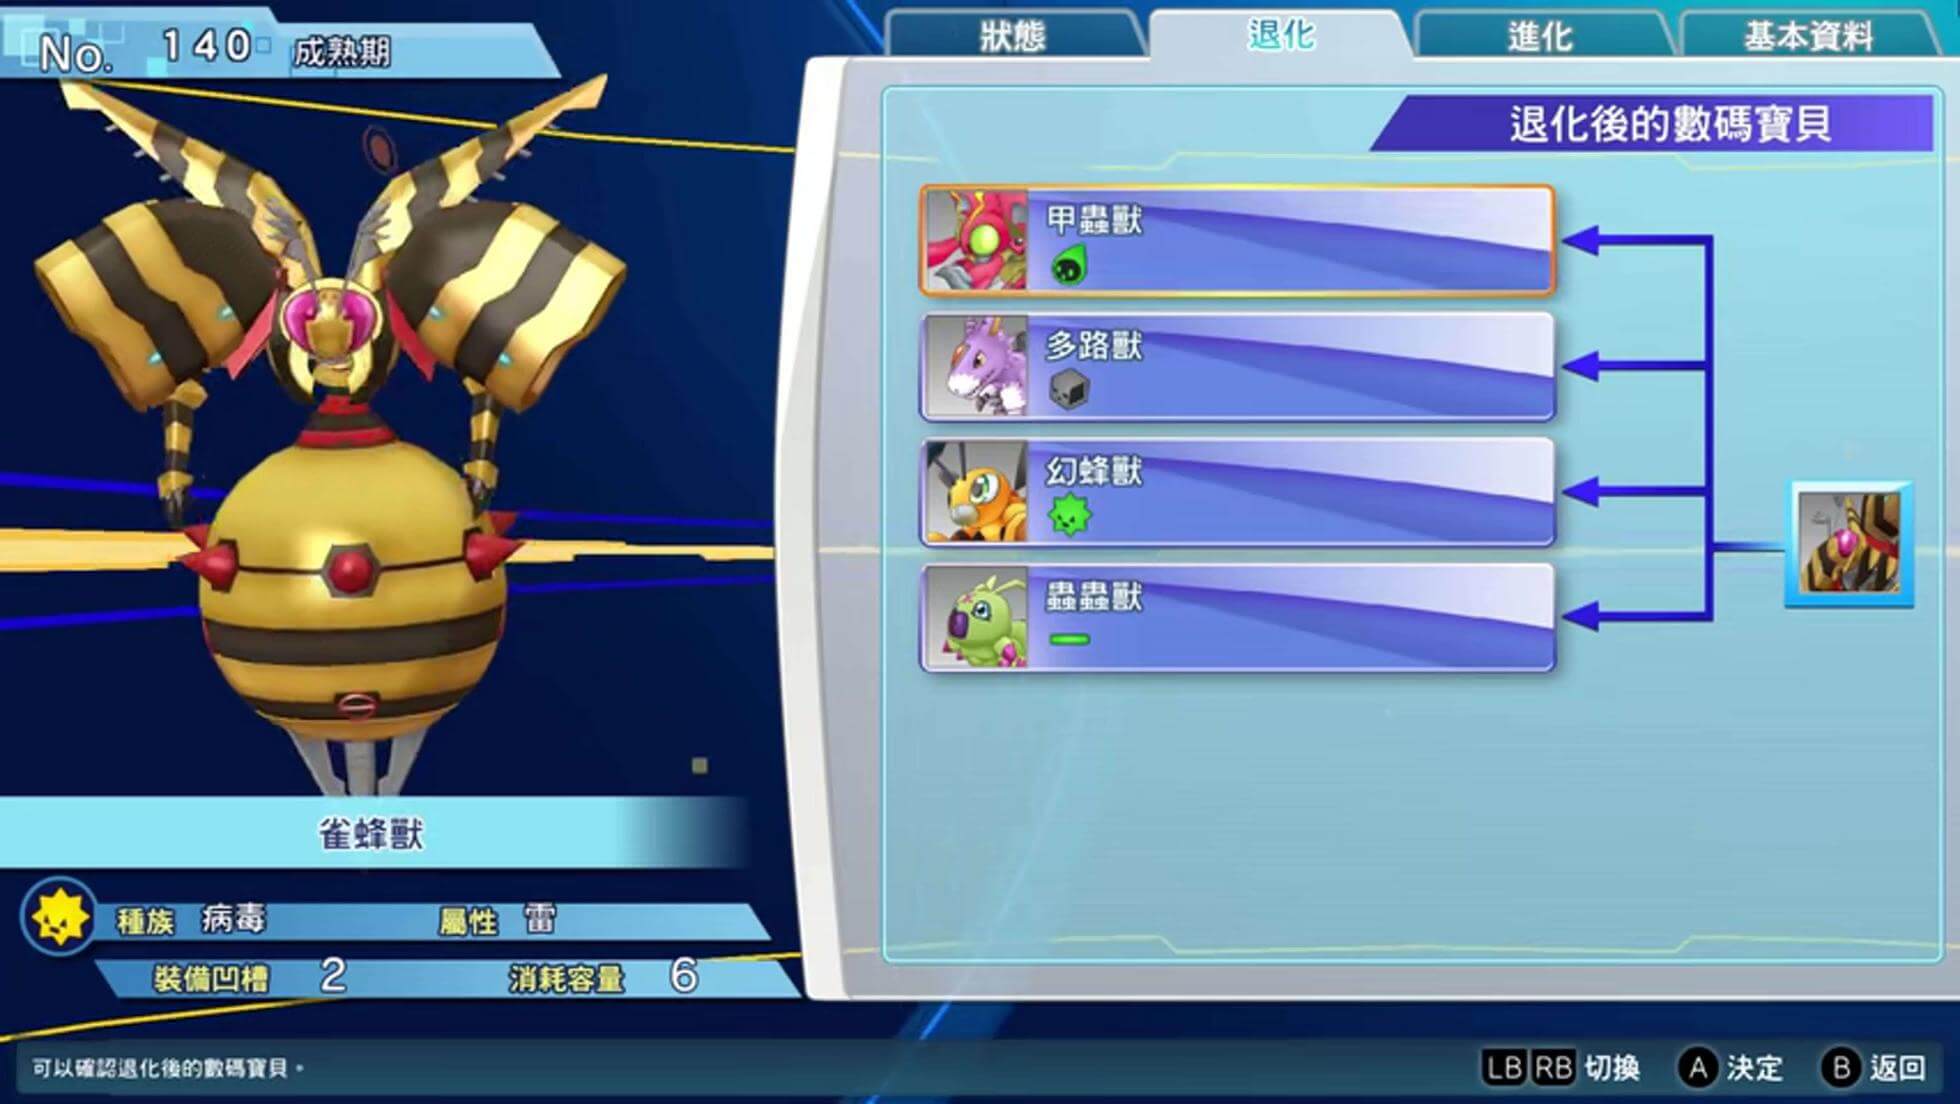 No. 140 成熟期
狀態 退化 進化 基本資料
退化後的數碼寶貝
甲蟲獸
多路獸
幻蜂獸
蟲蟲獸
雀蜂獸
種族 病毒 屬性 雷
裝備凹槽 2 消耗容量 6
可以確認退化後的數碼寶貝。
LB RB 切換 A 決定 B 返回